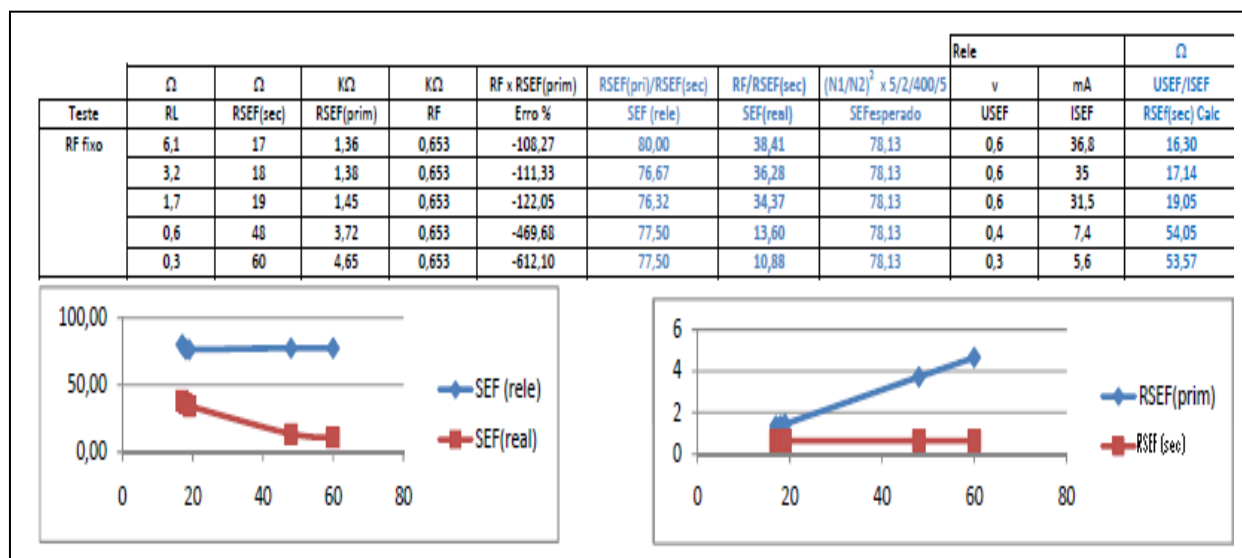 Rele Ω
Ω Ω KΩ KΩ RF x RSEF(prim) RSEF(pri)/RSEF(sec) RF/RSEF(sec) (N1/N2)² x 5/2/400/5 v mA USEF/ISEF
Teste RL RSEF(sec) RSEF(prim) RF Erro % SEF (rele) SEF(real) SEFesperado USEF ISEF RSEf(sec) Calc
RF fixo 6,1 17 1,36 0,653 -108,27 80,00 38,41 78,13 0,6 36,8 16,30
3,2 18 1,38 0,653 -111,33 76,67 36,28 78,13 0,6 35 17,14
1,7 19 1,45 0,653 -122,05 76,32 34,37 78,13 0,6 31,5 19,05
0,6 48 3,72 0,653 -469,68 77,50 13,60 78,13 0,4 7,4 54,05
0,3 60 4,65 0,653 -612,10 77,50 10,88 78,13 0,3 5,6 53,57
100,00
50,00
0,00
0 20 40 60 80
SEF (rele)
SEF(real)
6
4
2
0
0 20 40 60 80
RSEF(prim)
RSEF (sec)